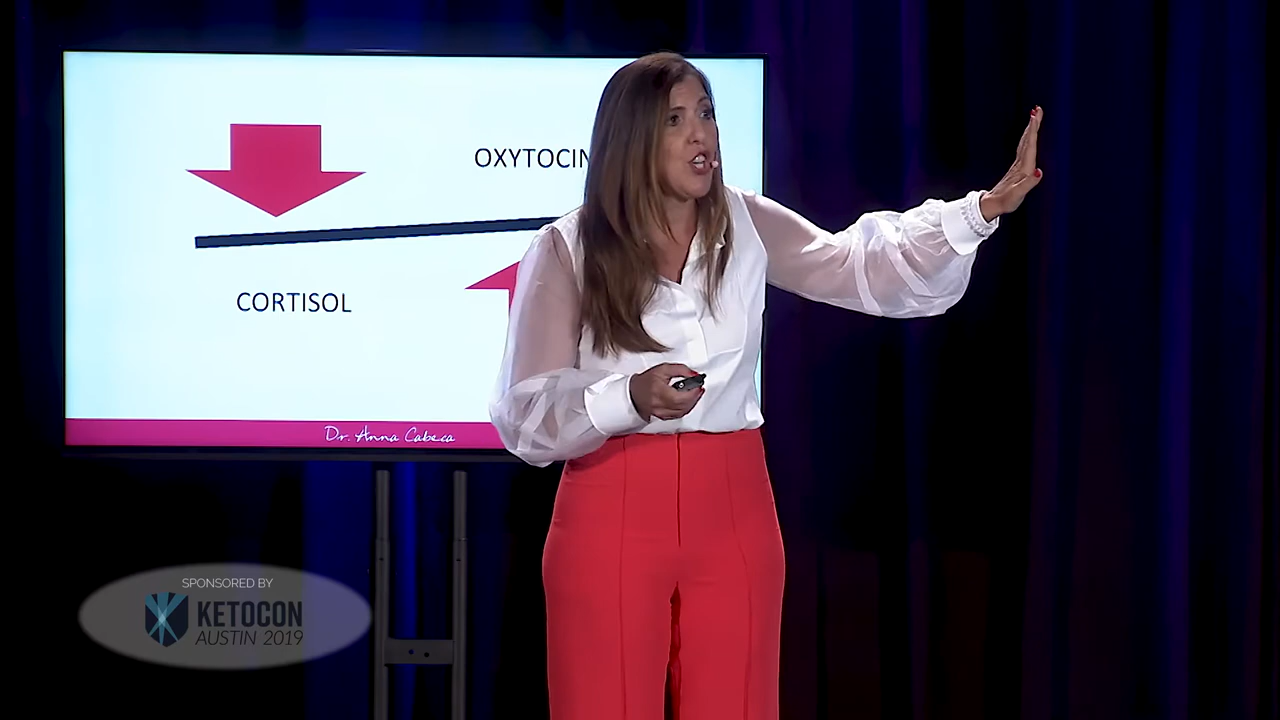 OXYTOCIN
CORTISOL
Dr. Anna Cabeca
SPONSORED BY
KETOCON
AUSTIN 2019